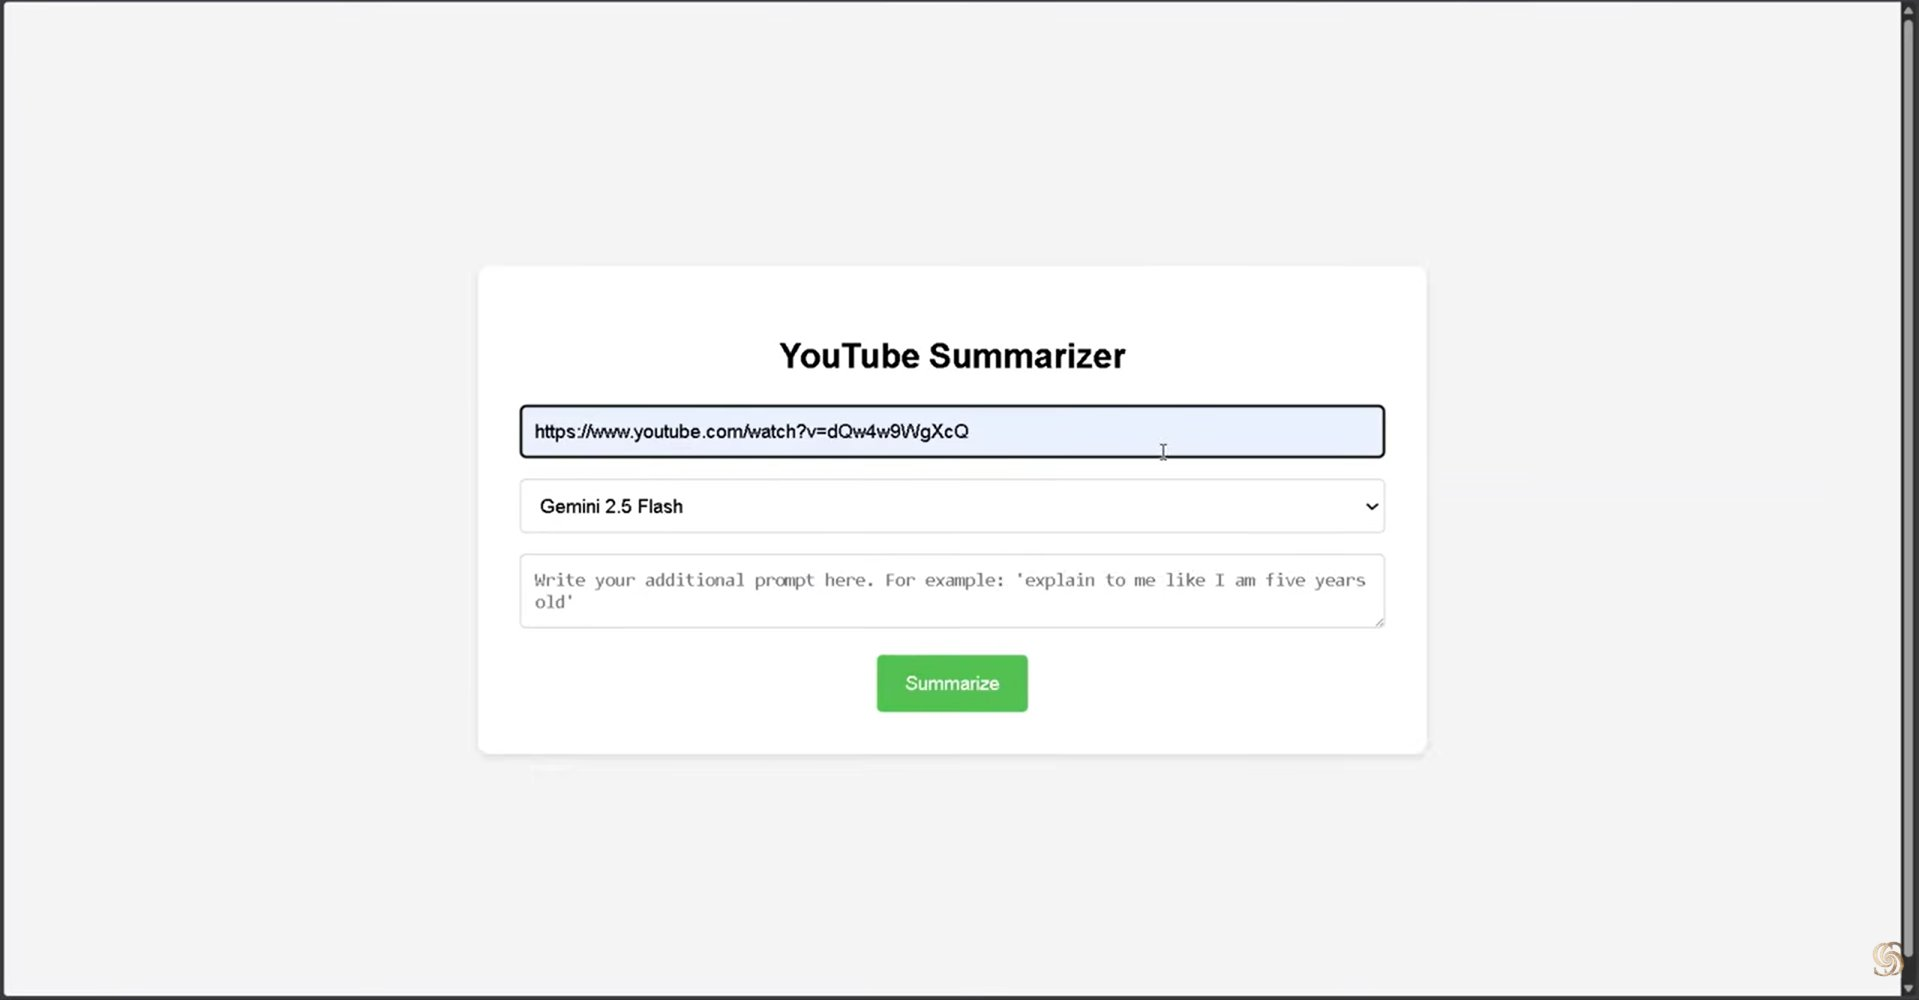 YouTube Summarizer
https://www.youtube.com/watch?v=dQw4w9WgXcQ
Gemini 2.5 Flash
Write your additional prompt here. For example: 'explain to me like I am five years
old'
Summarize